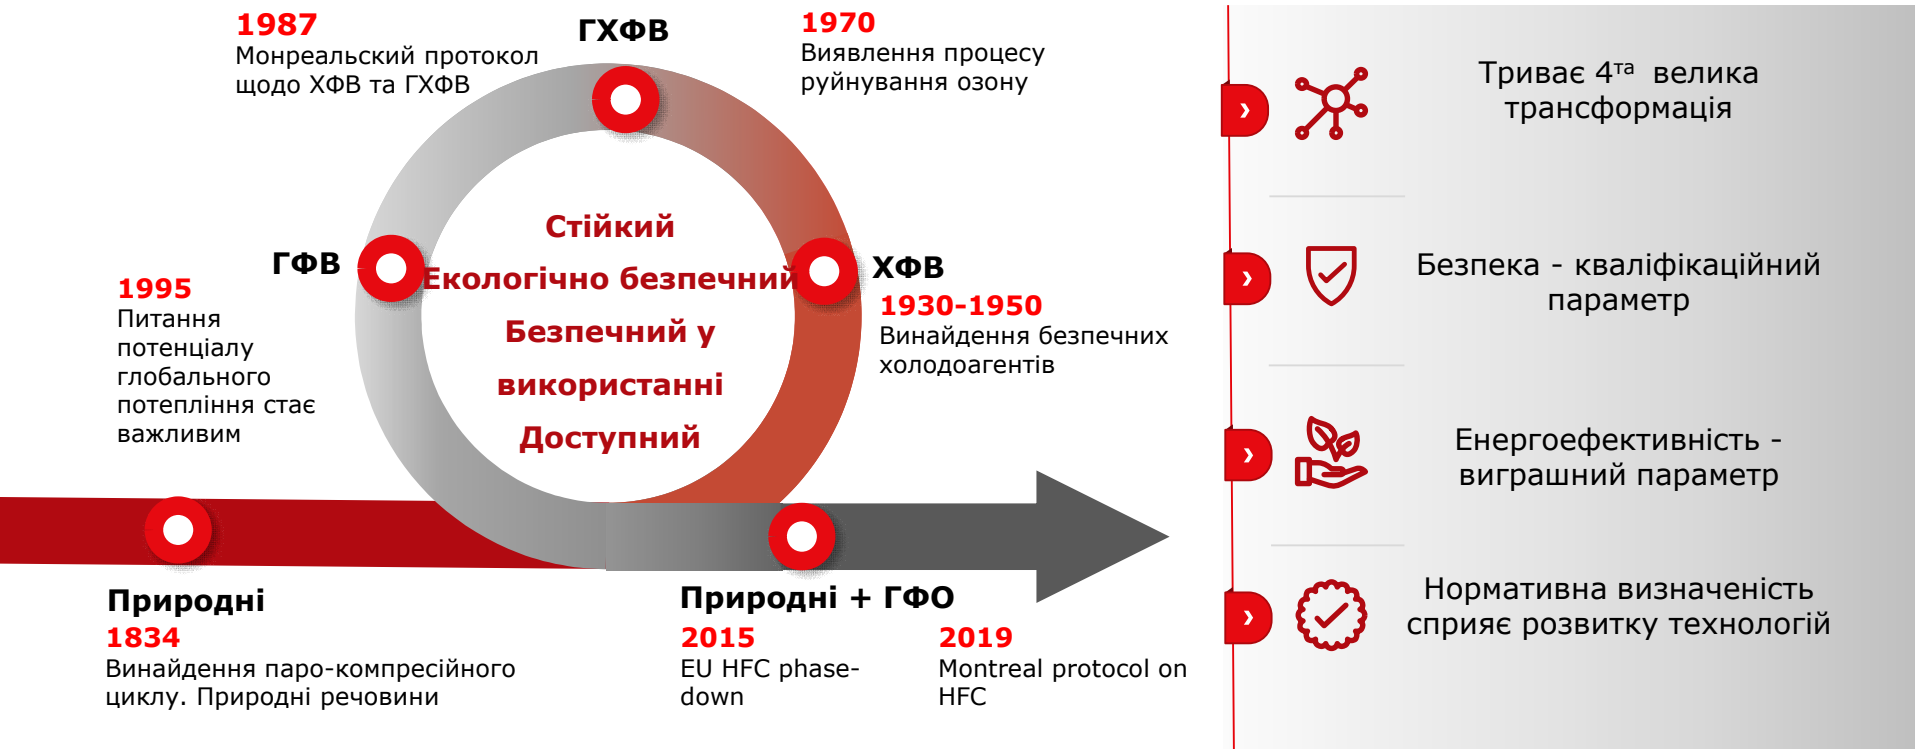 1987
Монреальский протокол
щодо ХФВ та ГХФВ
ГХФВ
1970
Виявлення процесу
руйнування озону
ГФВ
1995
Питання
потенціалу
глобального
потепління стає
важливим
Стійкий
Екологічно безпечний
Безпечний у
використанні
Доступний
ХФВ
1930-1950
Винайдення безпечних
холодоагентів
Природні
1834
Винайдення паро-компресійного
циклу. Природні речовини
Природні + ГФО
2015
EU HFC phase-
down
2019
Montreal protocol on
HFC
Триває 4та велика
трансформація
Безпека - кваліфікаційний
параметр
Енергоефективність -
виграшний параметр
Нормативна визначеність
сприяє розвитку технологій